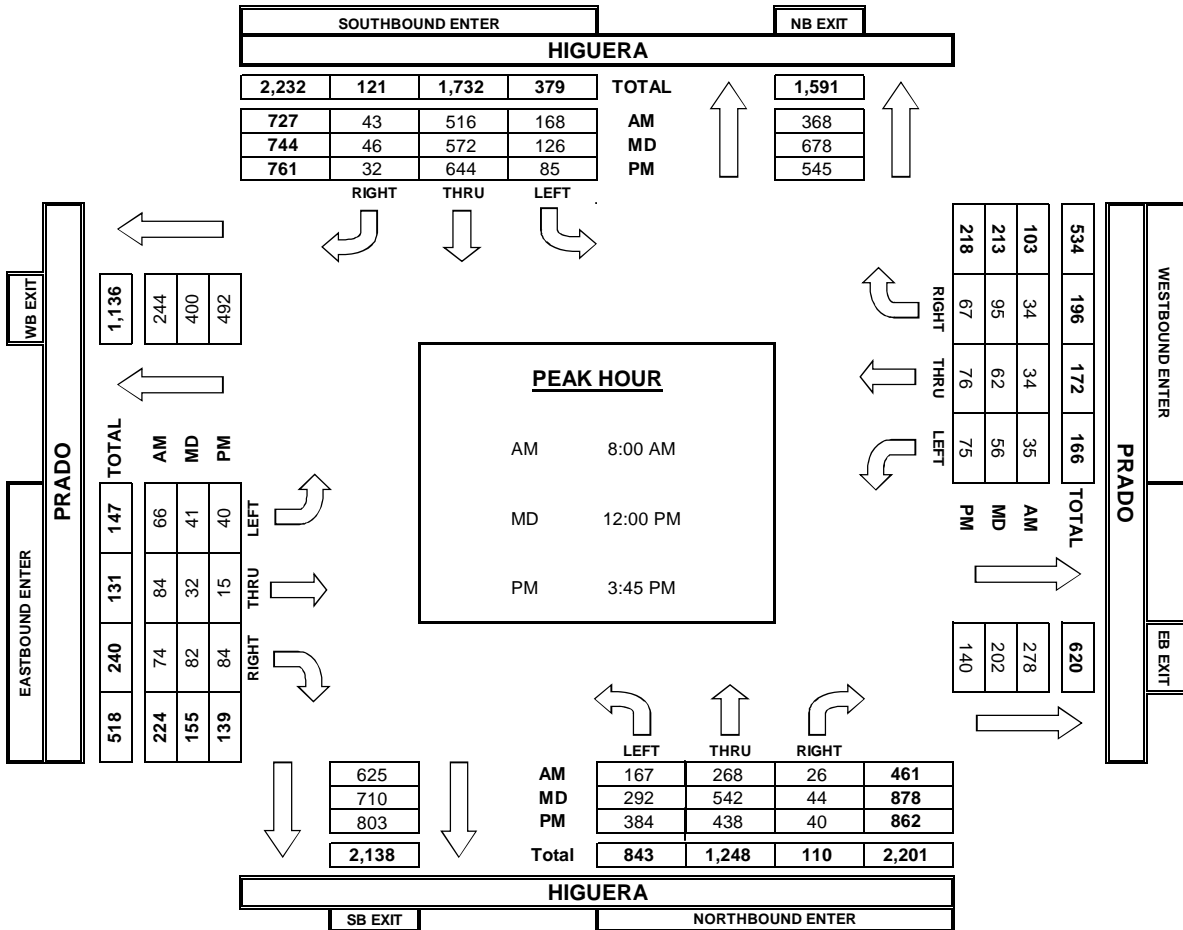 SOUTHBOUND ENTER NB EXIT
HIGUERA
2,232 121 1,732 379 TOTAL 1,591
727 43 516 168 AM 368
744 46 572 126 MD 678
761 32 644 85 PM 545
RIGHT THRU LEFT
WB EXIT
PRADO
EASTBOUND ENTER
1,136 244 400 492
TOTAL AM MD PM
147 66 41 40 LEFT
131 84 32 15 THRU
240 74 82 84 RIGHT
518 224 155 139
PEAK HOUR
AM 8:00 AM
MD 12:00 PM
PM 3:45 PM
218 213 103 534
RIGHT 67 95 34 196
THRU 76 62 34 172
LEFT 75 56 35 166
PM MD AM TOTAL
140 202 278 620
PRADO
WESTBOUND ENTER
EB EXIT
LEFT THRU RIGHT
625 AM 167 268 26 461
710 MD 292 542 44 878
803 PM 384 438 40 862
2,138 Total 843 1,248 110 2,201
HIGUERA
SB EXIT NORTHBOUND ENTER